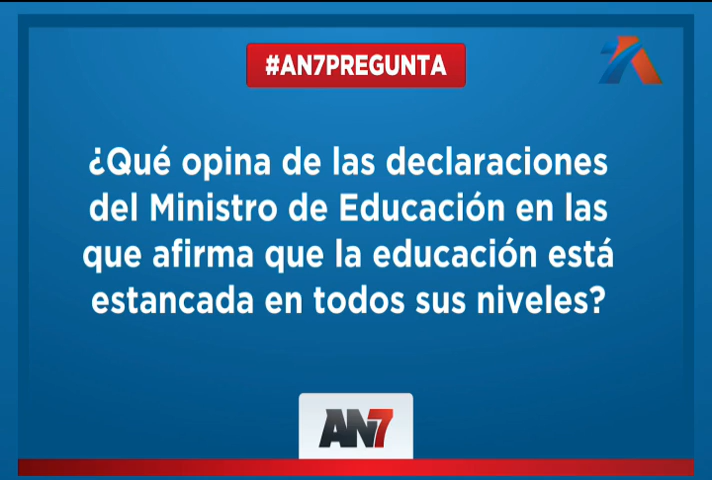 #AN7PREGUNTA
¿Qué opina de las declaraciones
del Ministro de Educación en las
que afirma que la educación está
estancada en todos sus niveles?
AN7